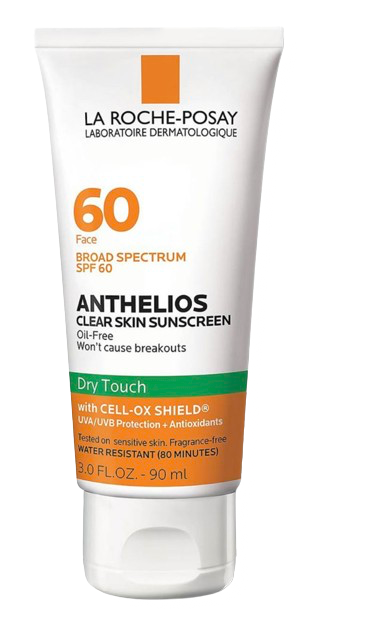 LA ROCHE-POSAY
LABORATOIRE DERMATOLOGIQUE
60
Face
BROAD SPECTRUM
SPF 60
ANTHELIOS
CLEAR SKIN SUNSCREEN
Oil-Free
Won't cause breakouts
Dry Touch
with CELL-OX SHIELD®
UVA/UVB Protection + Antioxidants
Tested on sensitive skin. Fragrance-free
WATER RESISTANT (80 MINUTES)
3.0 FL.OZ. - 90 ml